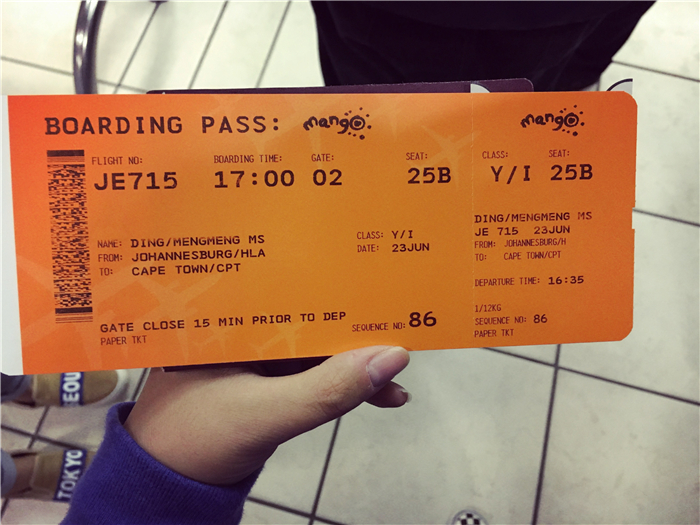 BOARDING PASS: mango
FLIGHT NO: BOARDING TIME: GATE: SEAT:
JE715 17:00 02 25B
NAME: DING/MENGMENG MS
FROM: JOHANNESBURG/HLA
TO: CAPE TOWN/CPT
CLASS: Y/I
DATE: 23JUN
GATE CLOSE 15 MIN PRIOR TO DEP
PAPER TKT
SEQUENCE NO: 86
mango
CLASS: SEAT:
Y/I 25B
DING/MENGMENG MS
JE 715 23JUN
FROM: JOHANNESBURG/H
TO: CAPE TOWN/CPT
DEPARTURE TIME: 16:35
1/12KG
SEQUENCE NO: 86
PAPER TKT
SEOU
TOKYO